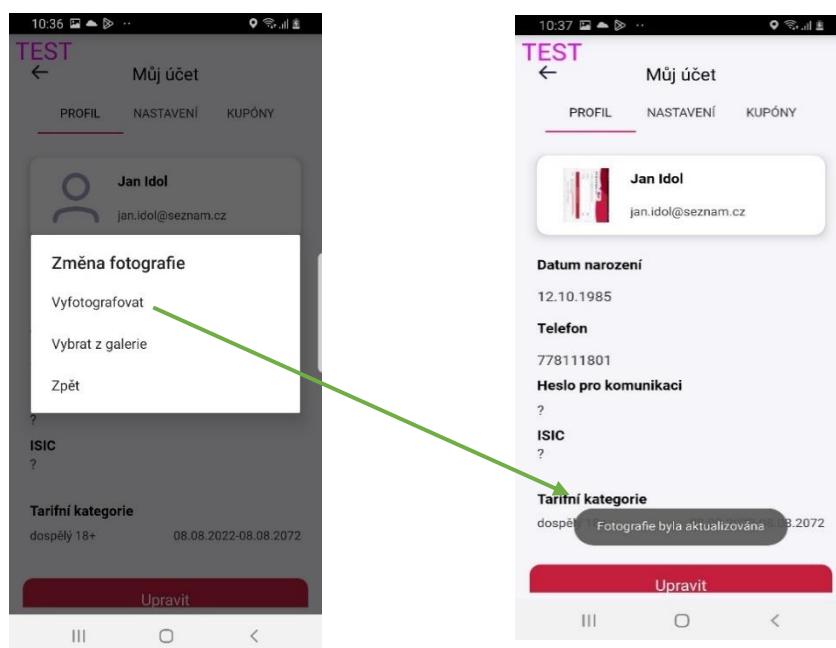 10:36
TEST
Můj účet
PROFIL NASTAVENÍ KUPÓNY
Jan Idol
jan.idol@seznam.cz
Změna fotografie
Vyfotografovat
Vybrat z galerie
Zpět
?
ISIC
?
Tarifní kategorie
dospělý 18+ 08.08.2022-08.08.2072
Upravit
10:37
TEST
Můj účet
PROFIL NASTAVENÍ KUPÓNY
Jan Idol
jan.idol@seznam.cz
Datum narození
12.10.1985
Telefon
778111801
Heslo pro komunikaci
?
ISIC
?
Tarifní kategorie
Fotografie byla aktualizována
Upravit